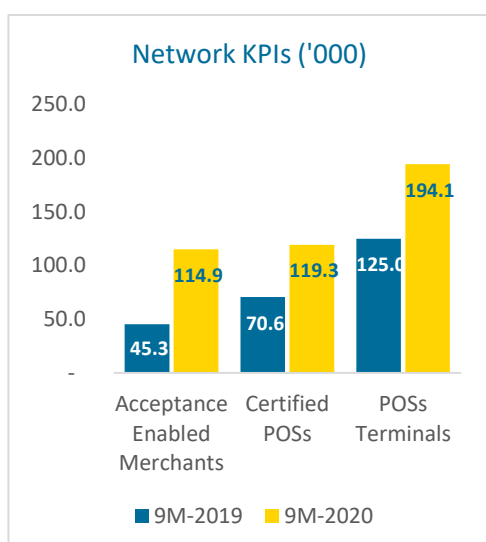 Network KPIs ('000)
250.0
200.0
150.0
100.0
50.0
-
45.3
114.9
70.6
119.3
125.0
194.1
Acceptance Enabled Merchants
Certified POSs
POSs Terminals
9M-2019
9M-2020